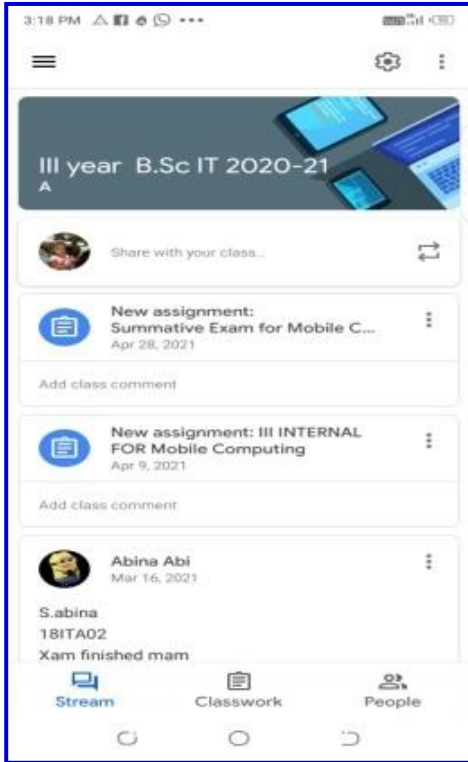 3:18 PM
III year B.Sc IT 2020-21
A
Share with your class...
New assignment:
Summative Exam for Mobile C...
Apr 28, 2021
Add class comment
New assignment: III INTERNAL
FOR Mobile Computing
Apr 9, 2021
Add class comment
Abina Abi
Mar 16, 2021
S.abina
18ITA02
Xam finished mam
Stream
Classwork
People